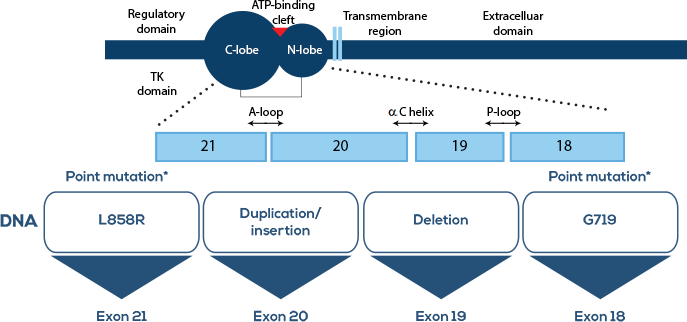 ATP-binding
cleft
Regulatory
domain
Transmembrane
region
Extracelluar
domain
C-lobe
N-lobe
TK
domain
A-loop
α C helix
P-loop
21
20
19
18
Point mutation*
Point mutation*
DNA
L858R
Duplication/
insertion
Deletion
G719
Exon 21
Exon 20
Exon 19
Exon 18